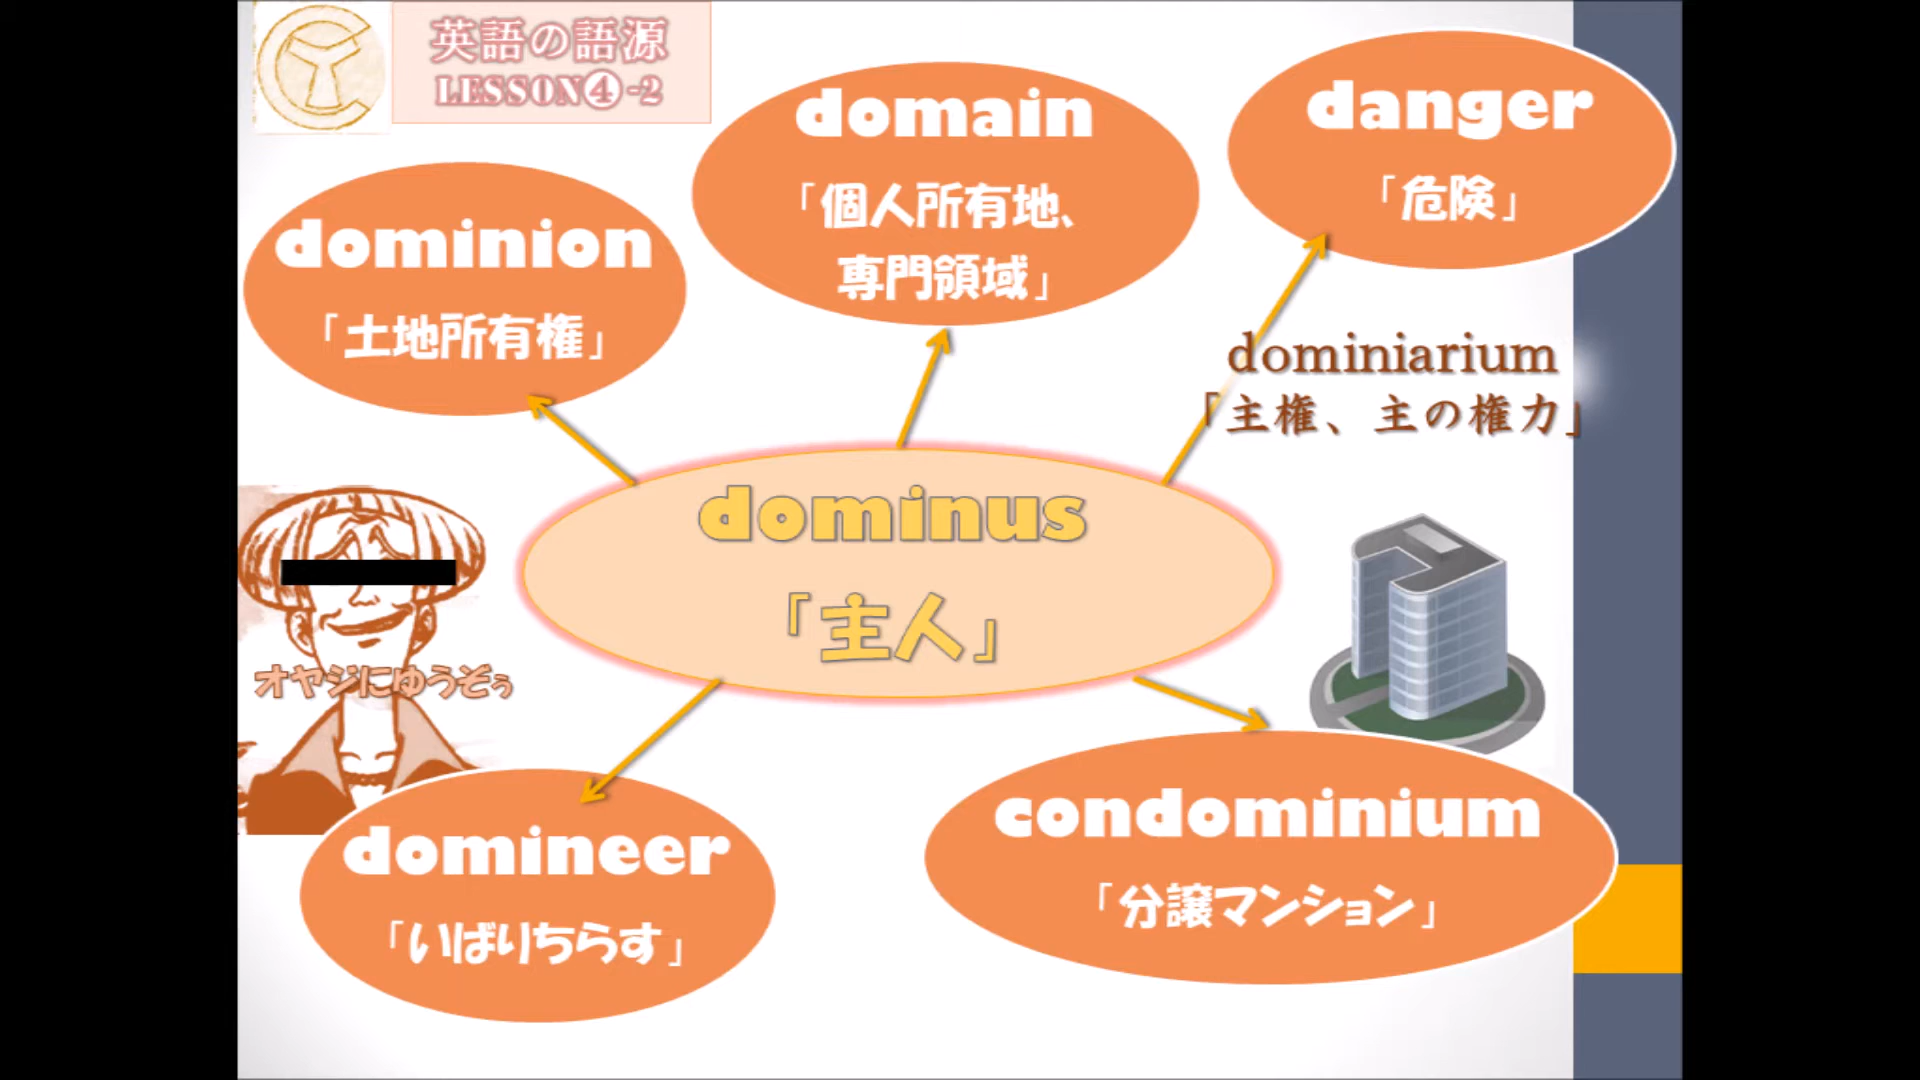 英語の語源
LESSON❹-2
domain
「個人所有地、
専門領域」
danger
「危険」
dominion
「土地所有権」
dominiarium
「主権、主の権力」
dominus
「主人」
オヤジにゆうぞぅ
domineer
「いばりちらす」
condominium
「分譲マンション」